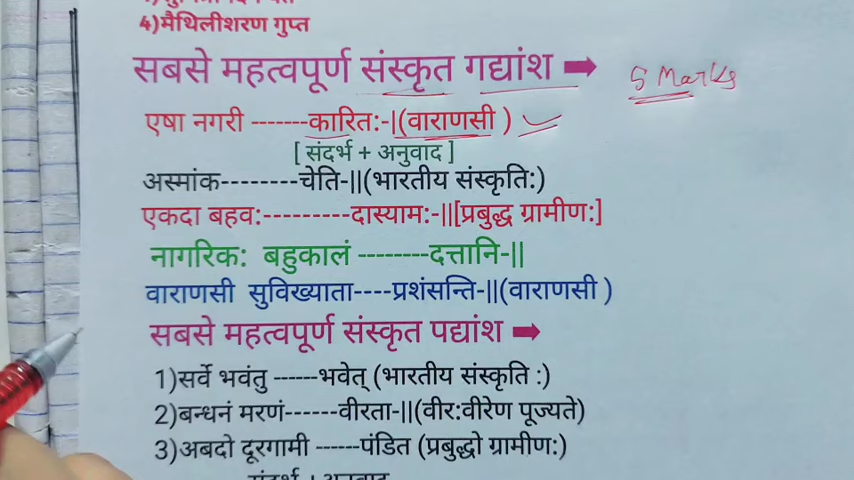 4)मैथिलीशरण गुप्त
सबसे महत्वपूर्ण संस्कृत गद्यांश ➡ 5 Marks
एषा नगरी -------कारित:-|(वाराणसी )
[ संदर्भ + अनुवाद ]
अस्मांक--------चेति-||(भारतीय संस्कृति:)
एकदा बहव:---------दास्याम:-||[प्रबुद्ध ग्रामीण:]
नागरिक: बहुकालं --------दत्तानि-||
वाराणसी सुविख्याता----प्रशंसन्ति-||(वाराणसी )
सबसे महत्वपूर्ण संस्कृत पद्यांश ➡
1)सर्वे भवंतु ------भवेत् (भारतीय संस्कृति :)
2)बन्धनं मरणं------वीरता-||(वीर:वीरेण पूज्यते)
3)अबदो दूरगामी ------पंडित (प्रबुद्धो ग्रामीण:)
संदर्भ + अनुवाद